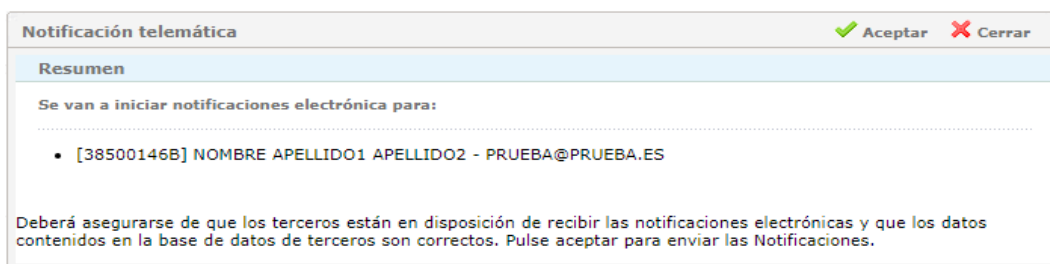 Notificación telemática Aceptar Cerrar
Resumen
Se van a iniciar notificaciones electrónica para:
• [38500146B] NOMBRE APELLIDO1 APELLIDO2 - PRUEBA@PRUEBA.ES
Deberá asegurarse de que los terceros están en disposición de recibir las notificaciones electrónicas y que los datos
contenidos en la base de datos de terceros son correctos. Pulse aceptar para enviar las Notificaciones.